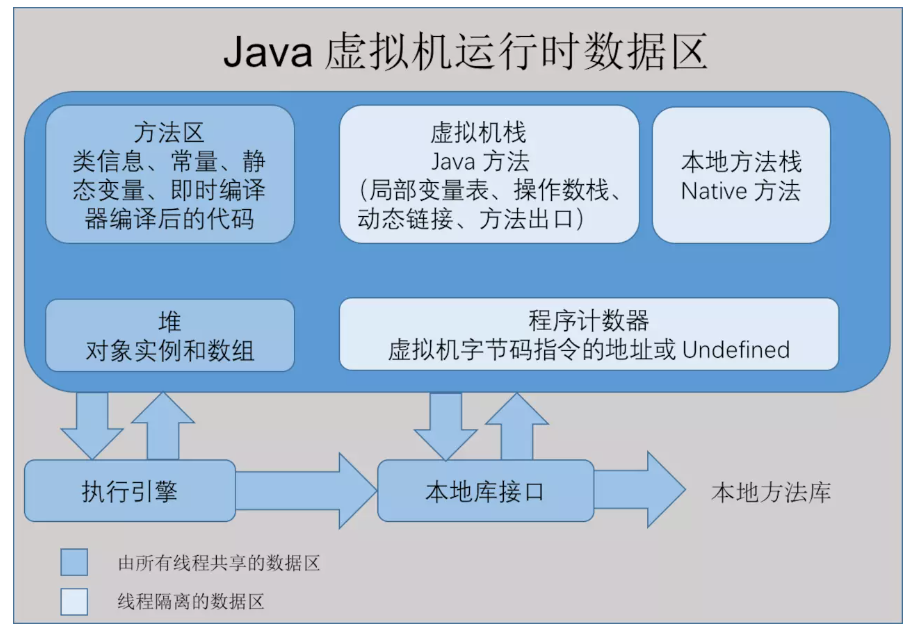 Java 虚拟机运行时数据区
方法区
类信息、常量、静
态变量、即时编译
器编译后的代码
虚拟机栈
Java 方法
（局部变量表、操作数栈、
动态链接、方法出口）
本地方法栈
Native 方法
堆
对象实例和数组
程序计数器
虚拟机字节码指令的地址或 Undefined
执行引擎
本地库接口
本地方法库
由所有线程共享的数据区
线程隔离的数据区